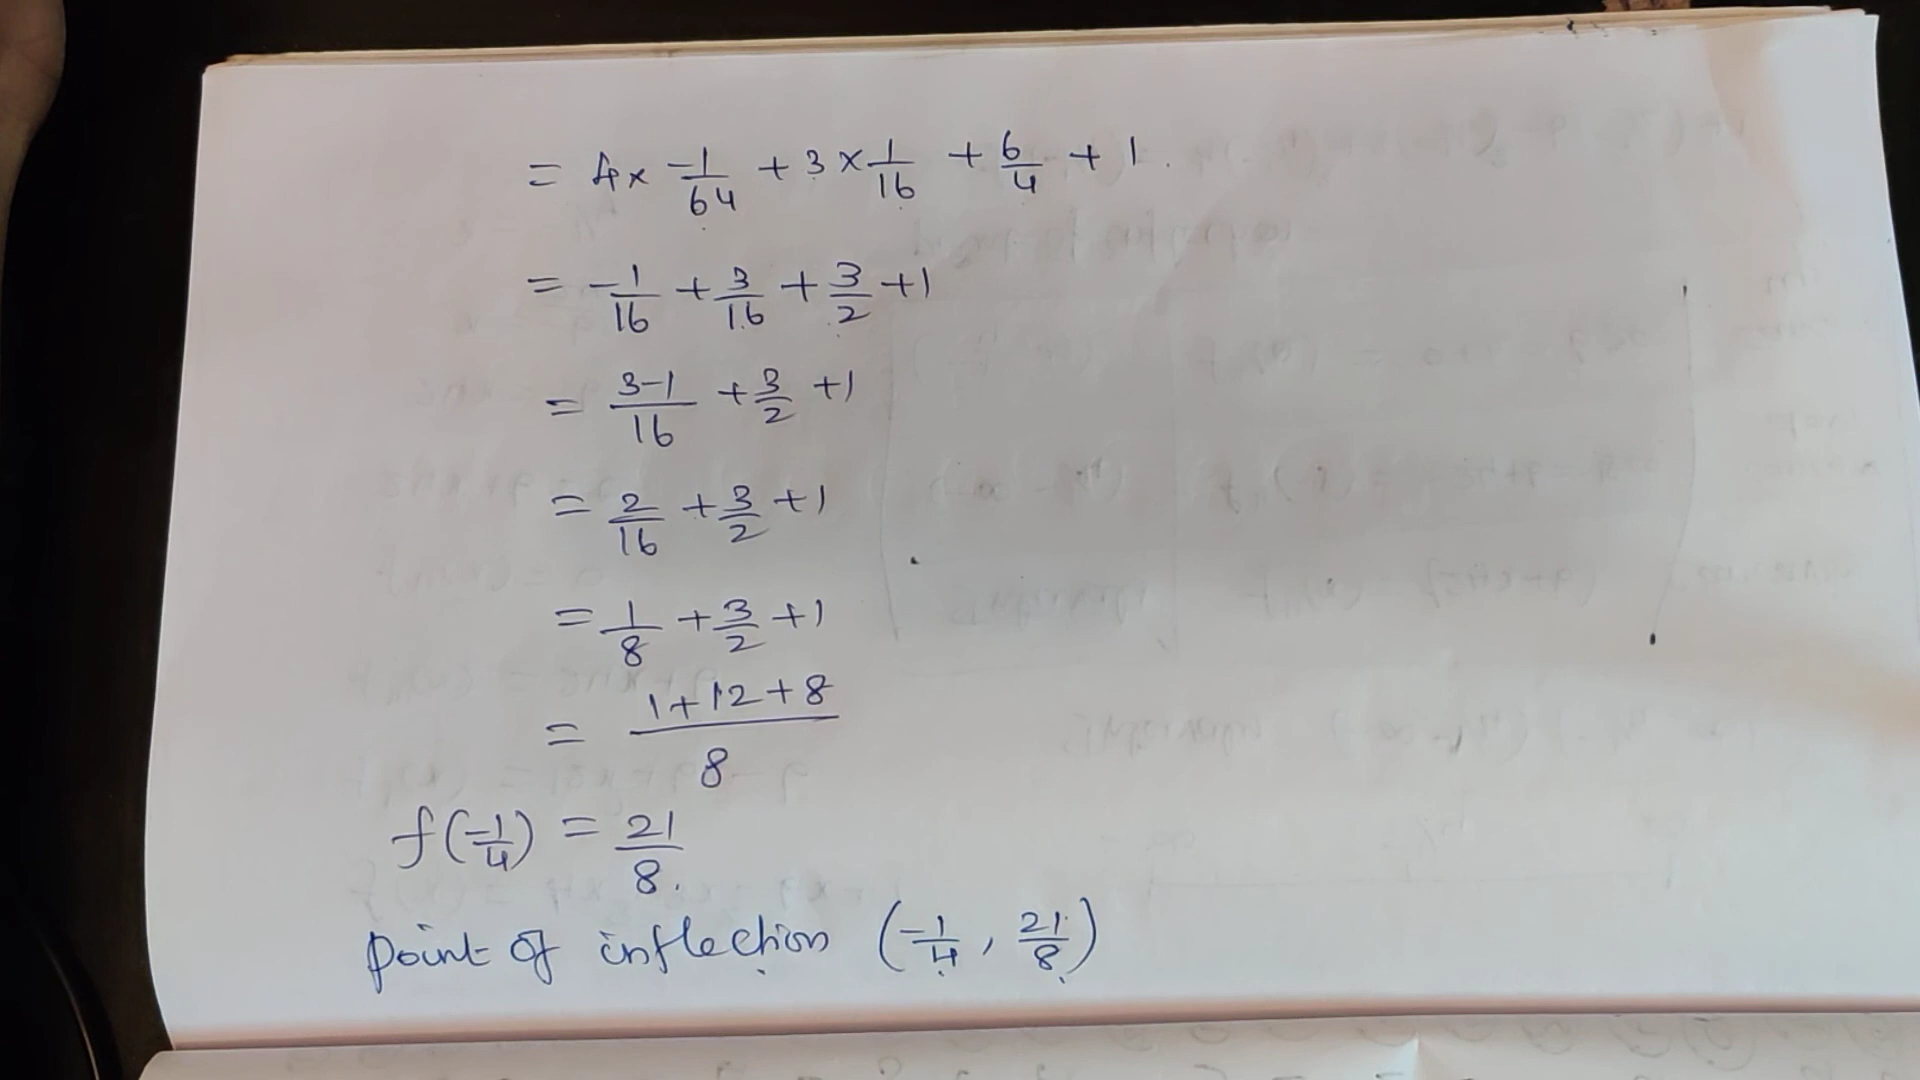 = 4 × -1/64 + 3 × 1/16 + 6/4 + 1.
= -1/16 + 3/16 + 3/2 + 1
= 3-1/16 + 3/2 + 1
= 2/16 + 3/2 + 1
= 1/8 + 3/2 + 1
= 1+12+8/8
f(-1/4) = 21/8.
point of inflection (-1/4, 21/8)